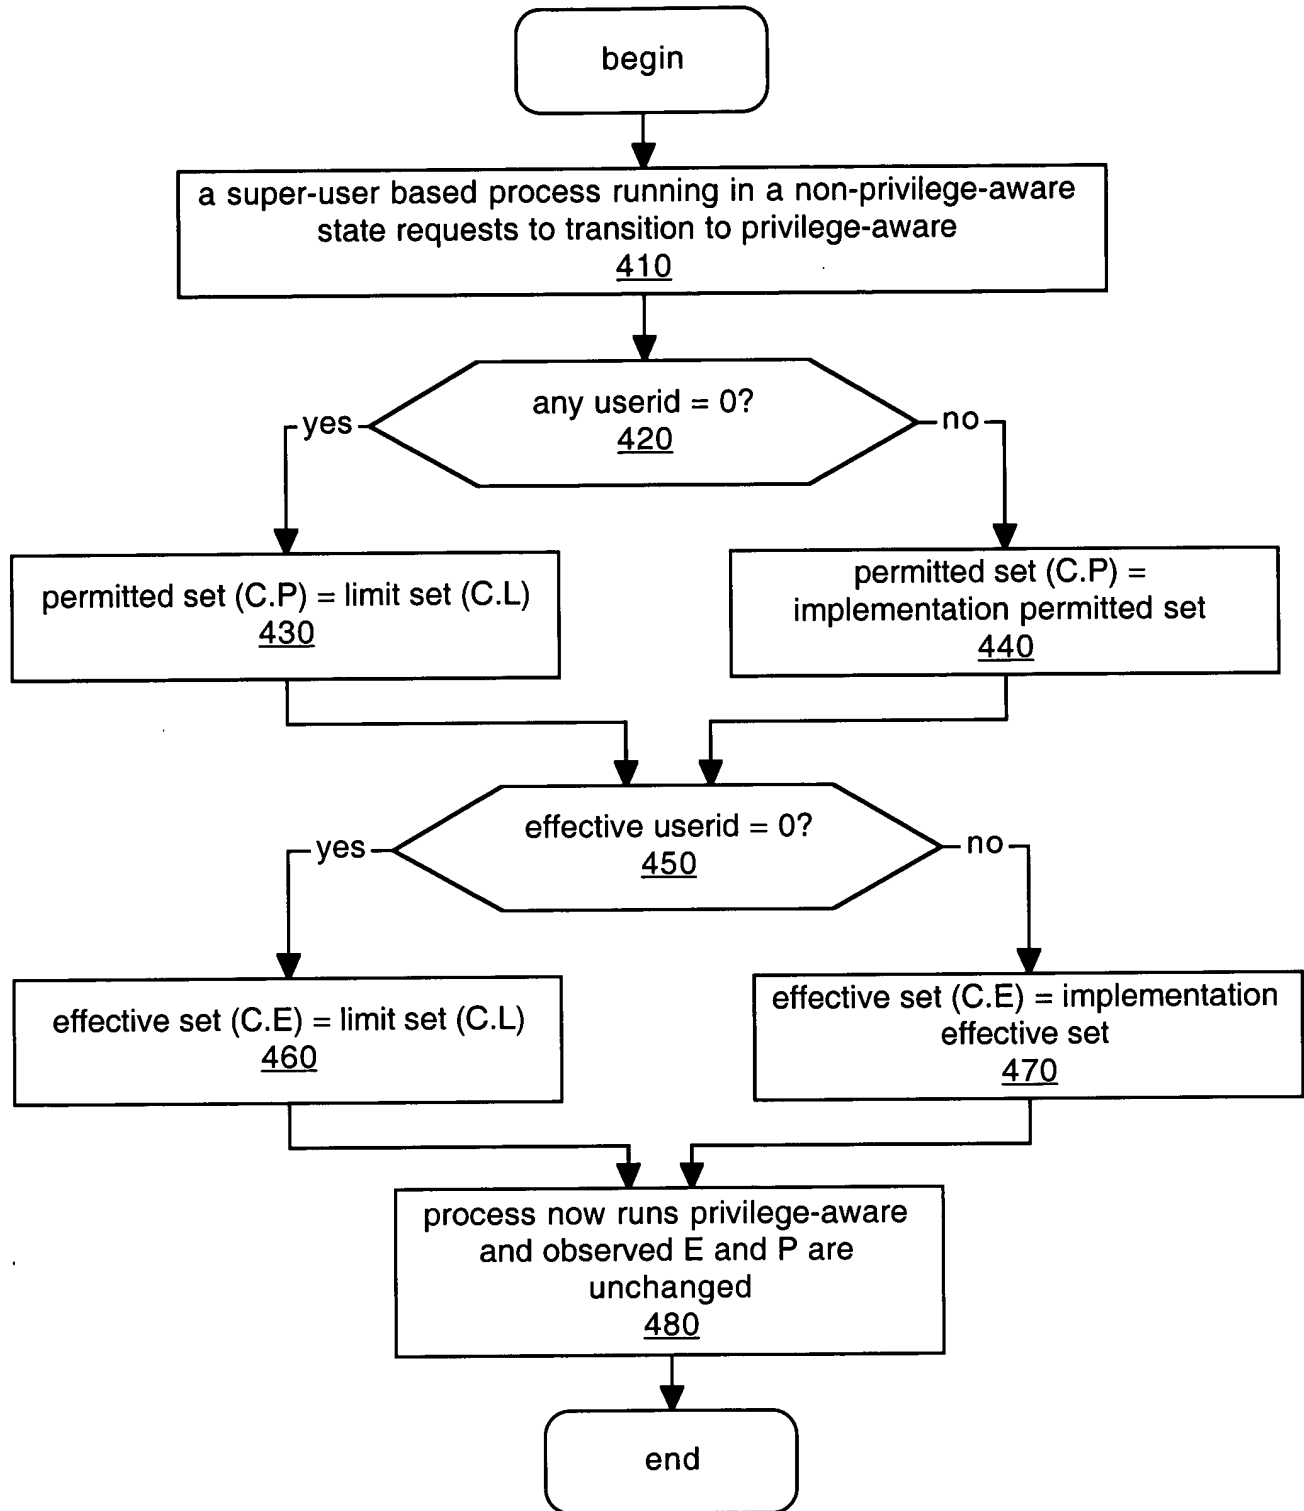 begin
a super-user based process running in a non-privilege-aware
state requests to transition to privilege-aware
410
any userid = 0?
420
yes
no
permitted set (C.P) = limit set (C.L)
430
permitted set (C.P) =
implementation permitted set
440
effective userid = 0?
450
yes
no
effective set (C.E) = limit set (C.L)
460
effective set (C.E) = implementation
effective set
470
process now runs privilege-aware
and observed E and P are
unchanged
480
end